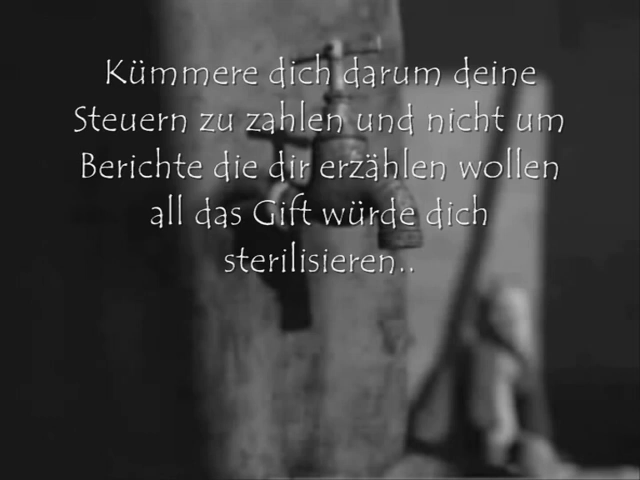 Kümmere dich darum deine
Steuern zu zahlen und nicht um
Berichte die dir erzählen wollen
all das Gift würde dich
sterilisieren..